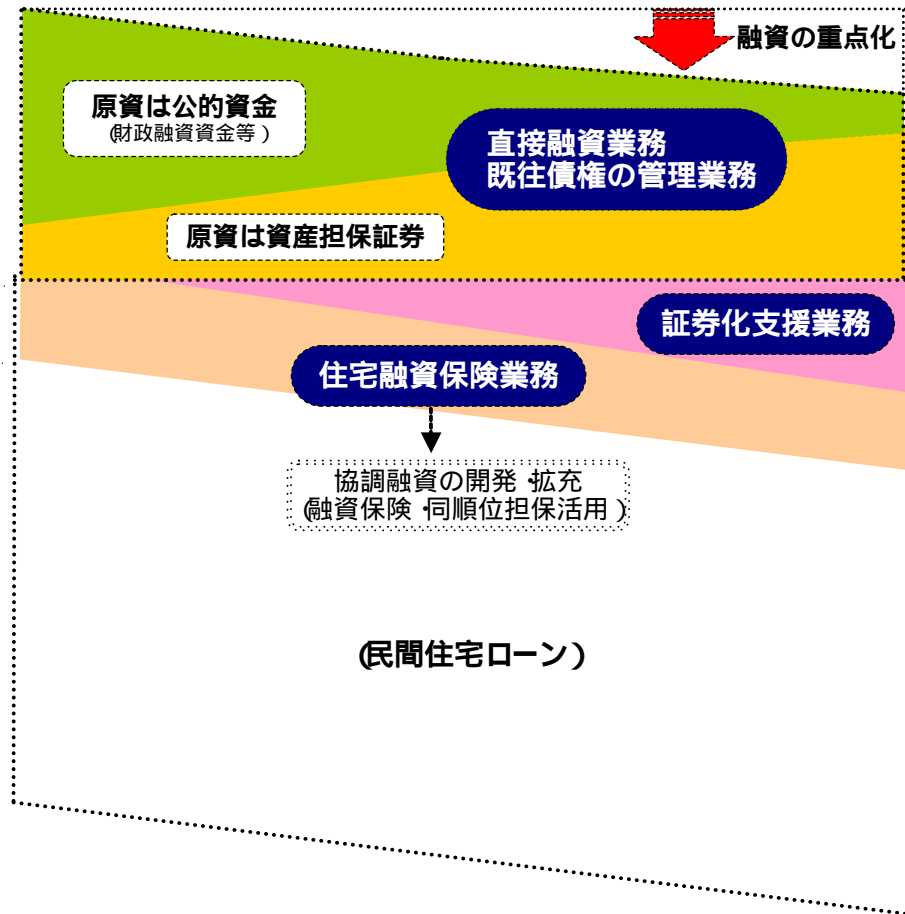 融資の重点化
原資は公的資金
(財政融資資金等)
直接融資業務
既往債権の管理業務
原資は資産担保証券
証券化支援業務
住宅融資保険業務
協調融資の開発・拡充
(融資保険・同順位担保活用)
(民間住宅ローン)